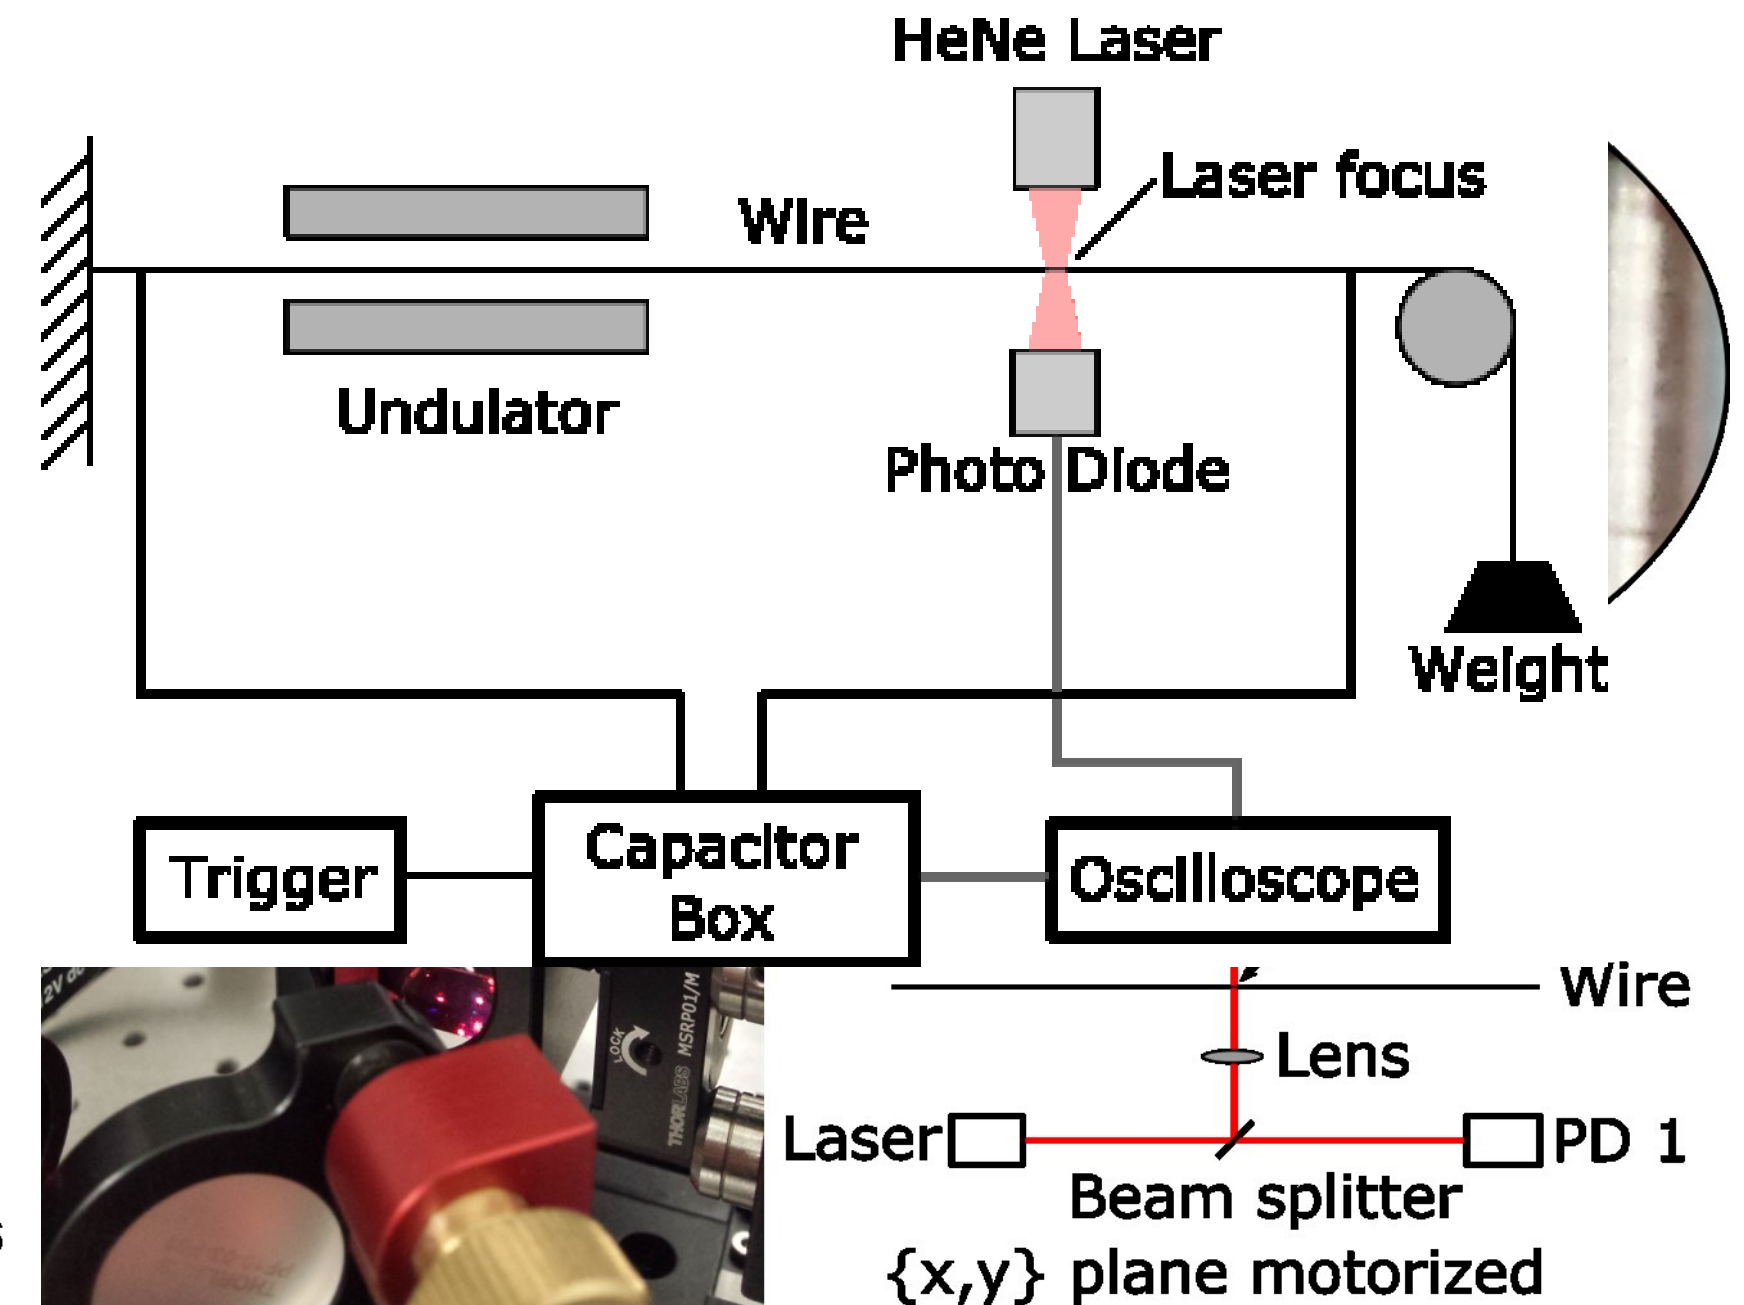 HeNe Laser
Laser focus
Wire
Undulator
Photo Diode
Weight
Trigger
Capacitor
Box
Oscilloscope
LOCK
MSRP01/M
THORLABS
Wire
Lens
Laser
PD 1
Beam splitter
{x,y} plane motorized